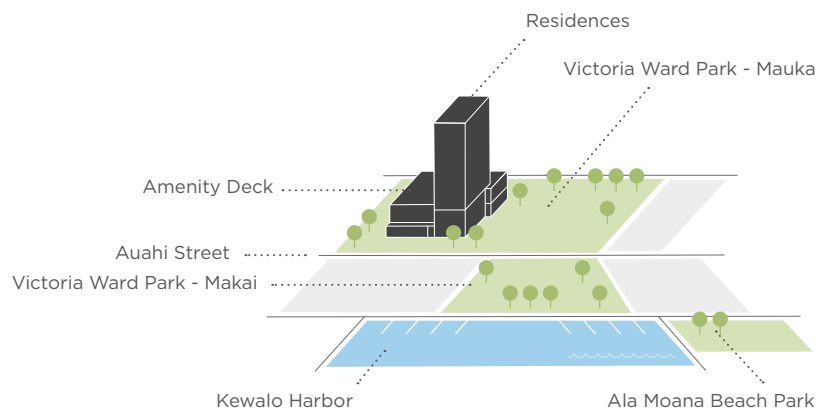 Residences
Victoria Ward Park - Mauka
Amenity Deck
Auahi Street
Victoria Ward Park - Makai
Kewalo Harbor
Ala Moana Beach Park